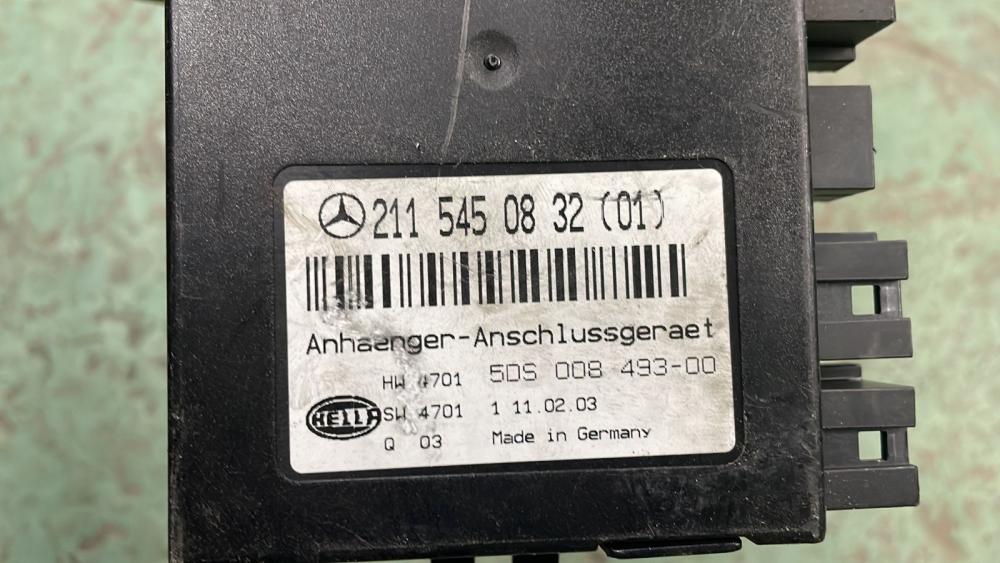 211 545 08 32 (01)
Anhaenger-Anschlussgeraet
HW 4701 5DS 008 493-00
HELLA SW 4701 1 11.02.03
Q 03 Made in Germany